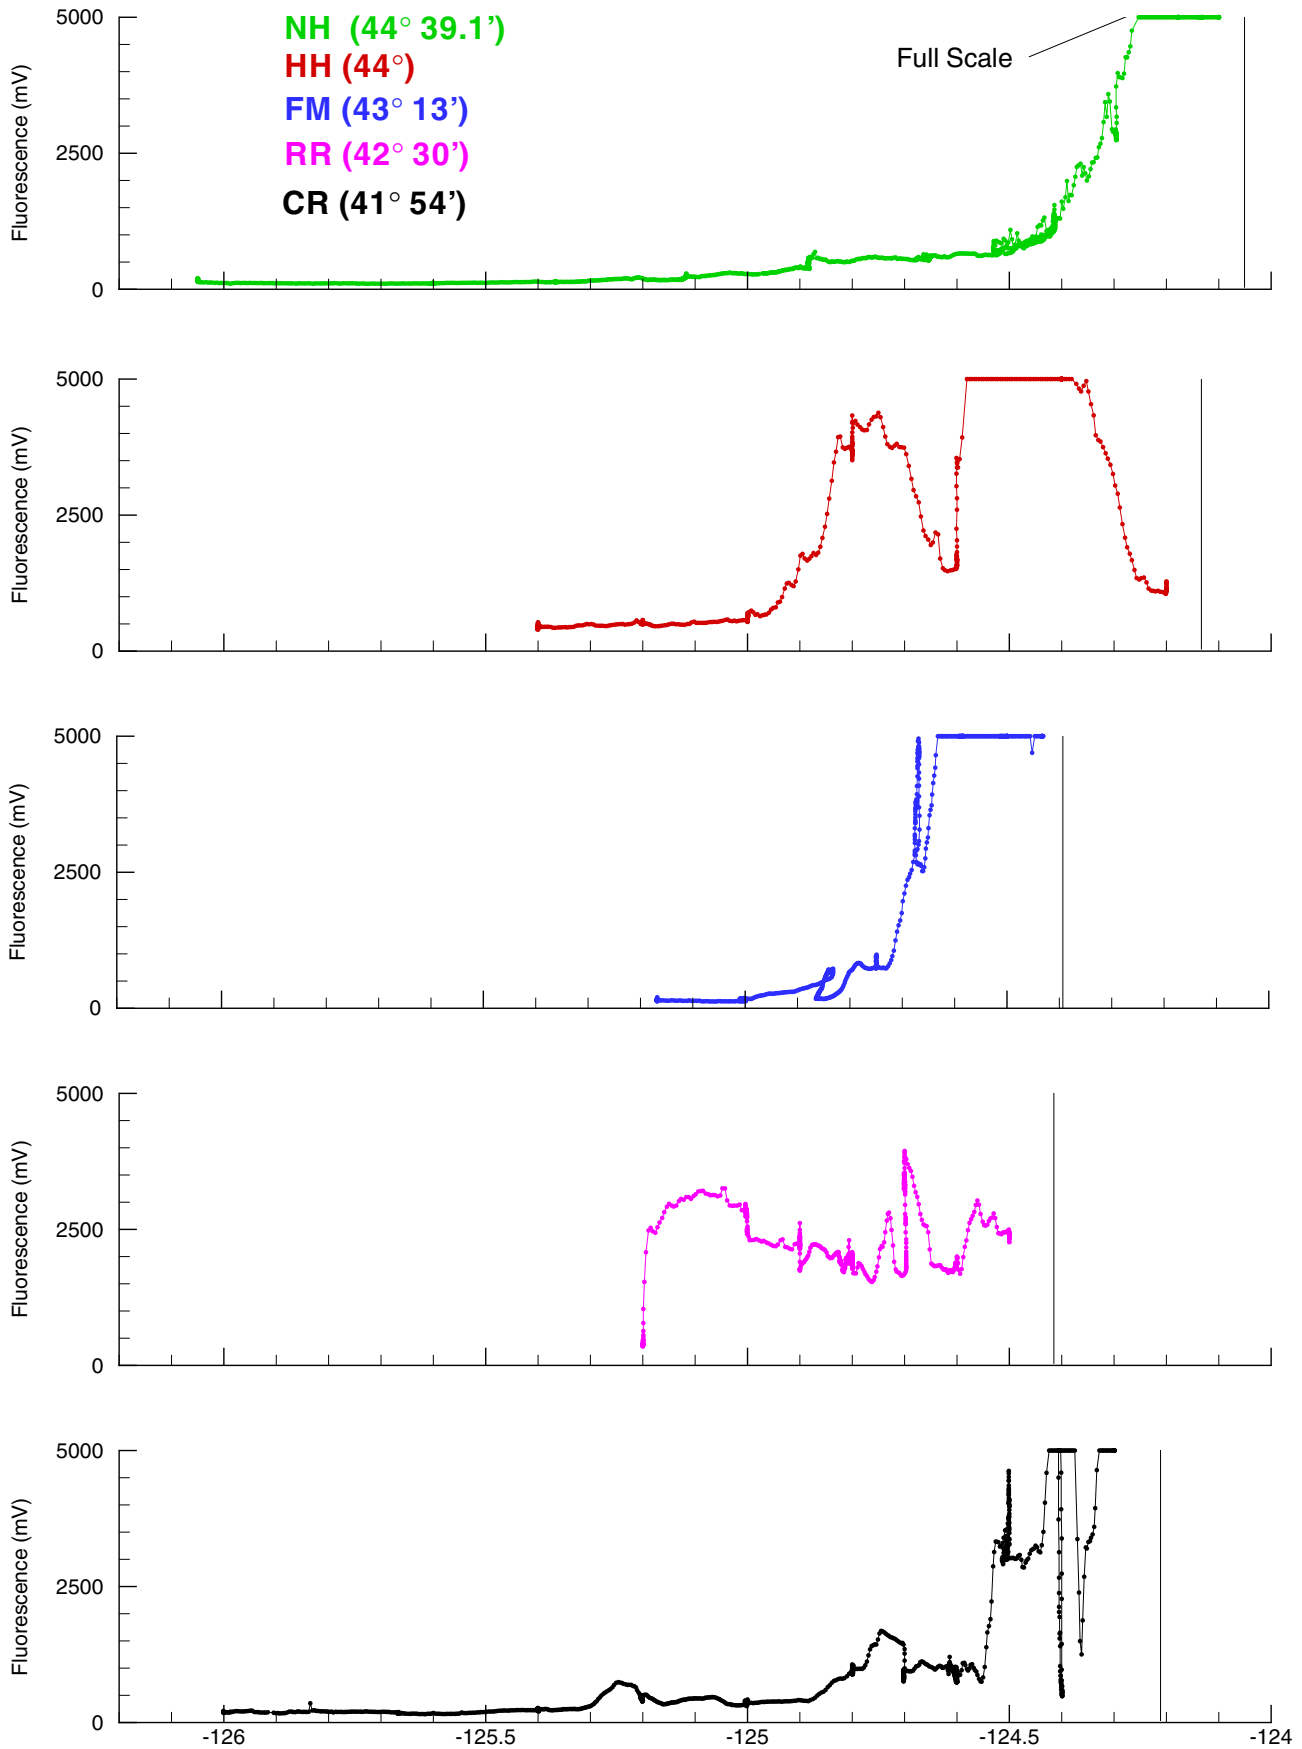 NH (44° 39.1’)
HH (44°)
FM (43° 13’)
RR (42° 30’)
CR (41° 54’)
Full Scale
5000
2500
0
Fluorescence (mV)
5000
2500
0
Fluorescence (mV)
5000
2500
0
Fluorescence (mV)
5000
2500
0
Fluorescence (mV)
5000
2500
0
Fluorescence (mV)
-126 -125.5 -125 -124.5 -124